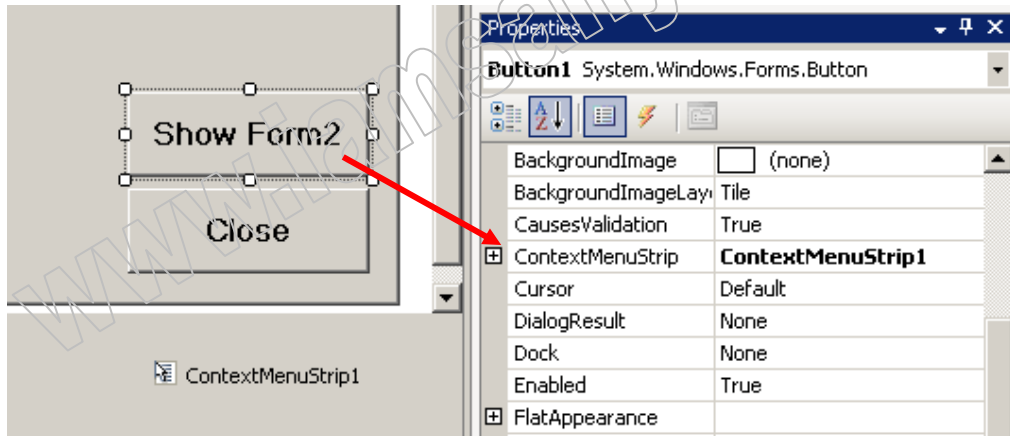 Properties
Button1 System.Windows.Forms.Button
BackgroundImage (none)
BackgroundImageLay Tile
CausesValidation True
ContextMenuStrip ContextMenuStrip1
Cursor Default
DialogResult None
Dock None
Enabled True
FlatAppearance
Show Form2
Close
ContextMenuStrip1